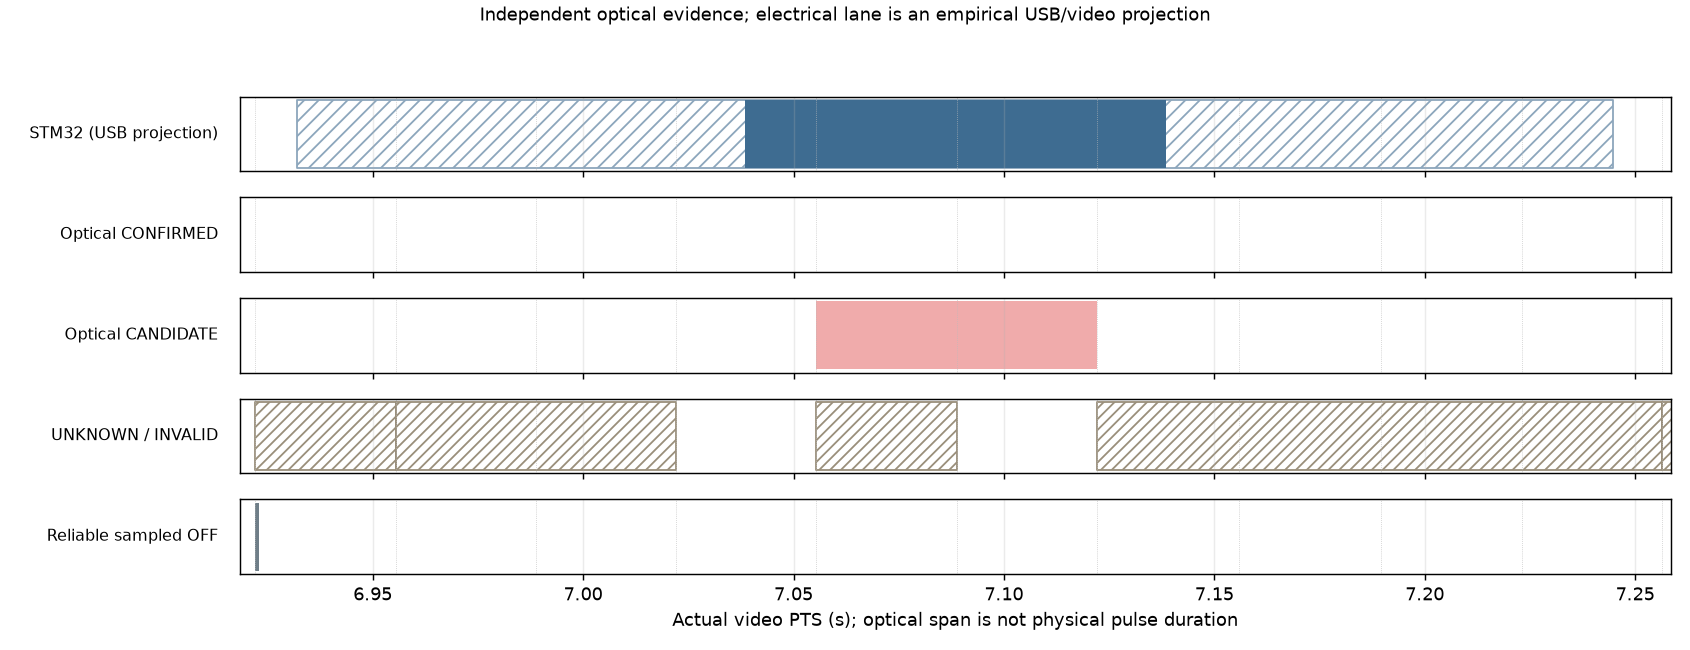 Independent optical evidence; electrical lane is an empirical USB/video projection
STM32 (USB projection)
Optical CONFIRMED
Optical CANDIDATE
UNKNOWN / INVALID
Reliable sampled OFF
6.95 7.00 7.05 7.10 7.15 7.20 7.25
Actual video PTS (s); optical span is not physical pulse duration